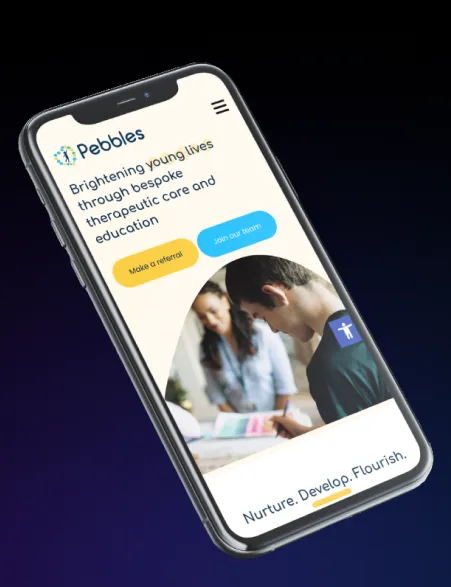 Pebbles
Brightening young lives
through bespoke
therapeutic care and
education
Make a referral
Join our team
Nurture. Develop. Flourish.